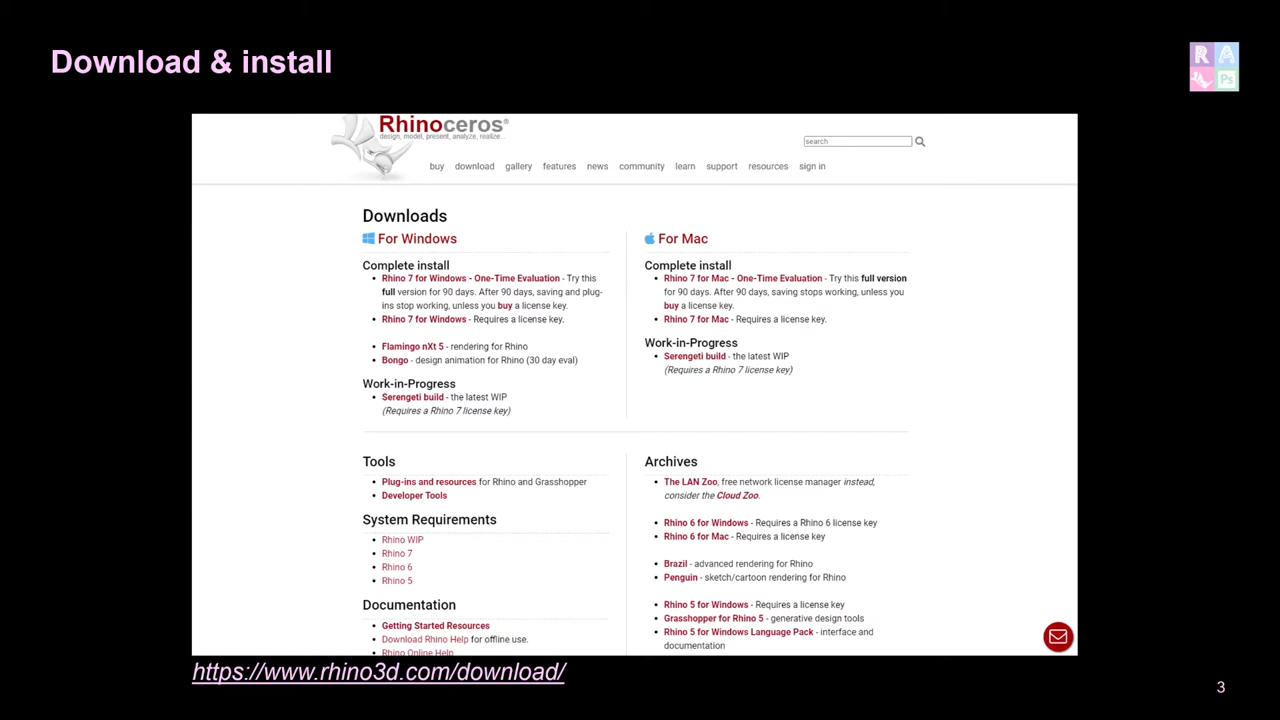 Download & install
R A
Ps
Rhinoceros®
design, model, present, analyze, realize...
search
buy download gallery features news community learn support resources sign in
Downloads
For Windows
Complete install
• Rhino 7 for Windows - One-Time Evaluation - Try this
full version for 90 days. After 90 days, saving and plug-
ins stop working, unless you buy a license key.
• Rhino 7 for Windows - Requires a license key.
• Flamingo nXt 5 - rendering for Rhino
• Bongo - design animation for Rhino (30 day eval)
Work-in-Progress
• Serengeti build - the latest WIP
(Requires a Rhino 7 license key)
For Mac
Complete install
• Rhino 7 for Mac - One-Time Evaluation - Try this full version
for 90 days. After 90 days, saving stops working, unless you
buy a license key.
• Rhino 7 for Mac - Requires a license key.
Work-in-Progress
• Serengeti build - the latest WIP
(Requires a Rhino 7 license key)
Tools
• Plug-ins and resources for Rhino and Grasshopper
• Developer Tools
System Requirements
• Rhino WIP
• Rhino 7
• Rhino 6
• Rhino 5
Documentation
• Getting Started Resources
• Download Rhino Help for offline use.
• Rhino Online Help
Archives
• The LAN Zoo, free network license manager instead,
consider the Cloud Zoo.
• Rhino 6 for Windows - Requires a Rhino 6 license key
• Rhino 6 for Mac - Requires a license key
• Brazil - advanced rendering for Rhino
• Penguin - sketch/cartoon rendering for Rhino
• Rhino 5 for Windows - Requires a license key
• Grasshopper for Rhino 5 - generative design tools
• Rhino 5 for Windows Language Pack - interface and
documentation
https://www.rhino3d.com/download/
3